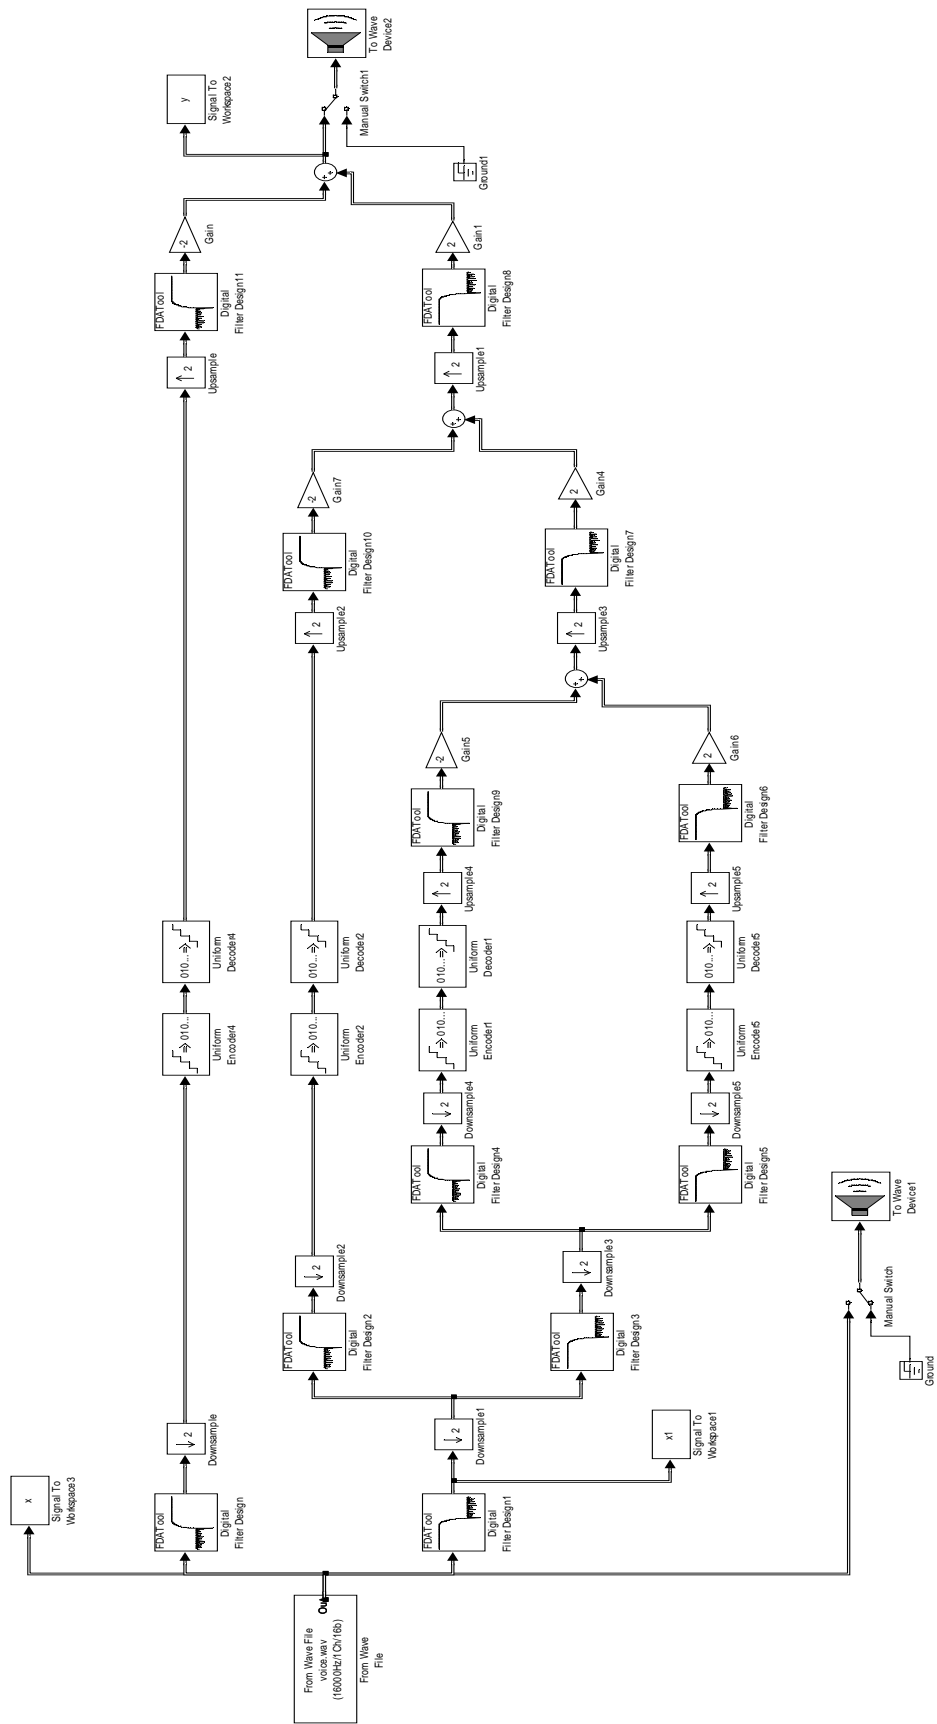 x
Signal To
Workspace3
FDATool
Digital
Filter Design
2
Downsample
010...
Uniform
Encoder4
010...
Uniform
Decoder4
2
Upsample
FDATool
Digital
Filter Design11
-2
Gain
y
Signal To
Workspace2
From Wave File
voice.wav
(16000Hz/1Ch/16b)
Out
From Wave
File
FDATool
Digital
Filter Design2
2
Downsample2
010...
Uniform
Encoder2
010...
Uniform
Decoder2
2
Upsample2
FDATool
Digital
Filter Design10
-2
Gain7
To Wave
Device2
Manual Switch1
Ground1
FDATool
Digital
Filter Design1
2
Downsample1
FDATool
Digital
Filter Design4
2
Downsample4
010...
Uniform
Encoder1
010...
Uniform
Decoder1
2
Upsample4
FDATool
Digital
Filter Design9
-2
Gain5
2
Upsample1
FDATool
Digital
Filter Design8
2
Gain1
FDATool
Digital
Filter Design3
2
Downsample3
2
Upsample3
FDATool
Digital
Filter Design7
2
Gain4
x1
Signal To
Workspace1
FDATool
Digital
Filter Design5
2
Downsample5
010...
Uniform
Encoder5
010...
Uniform
Decoder5
2
Upsample5
FDATool
Digital
Filter Design6
2
Gain6
Ground
Manual Switch
To Wave
Device1